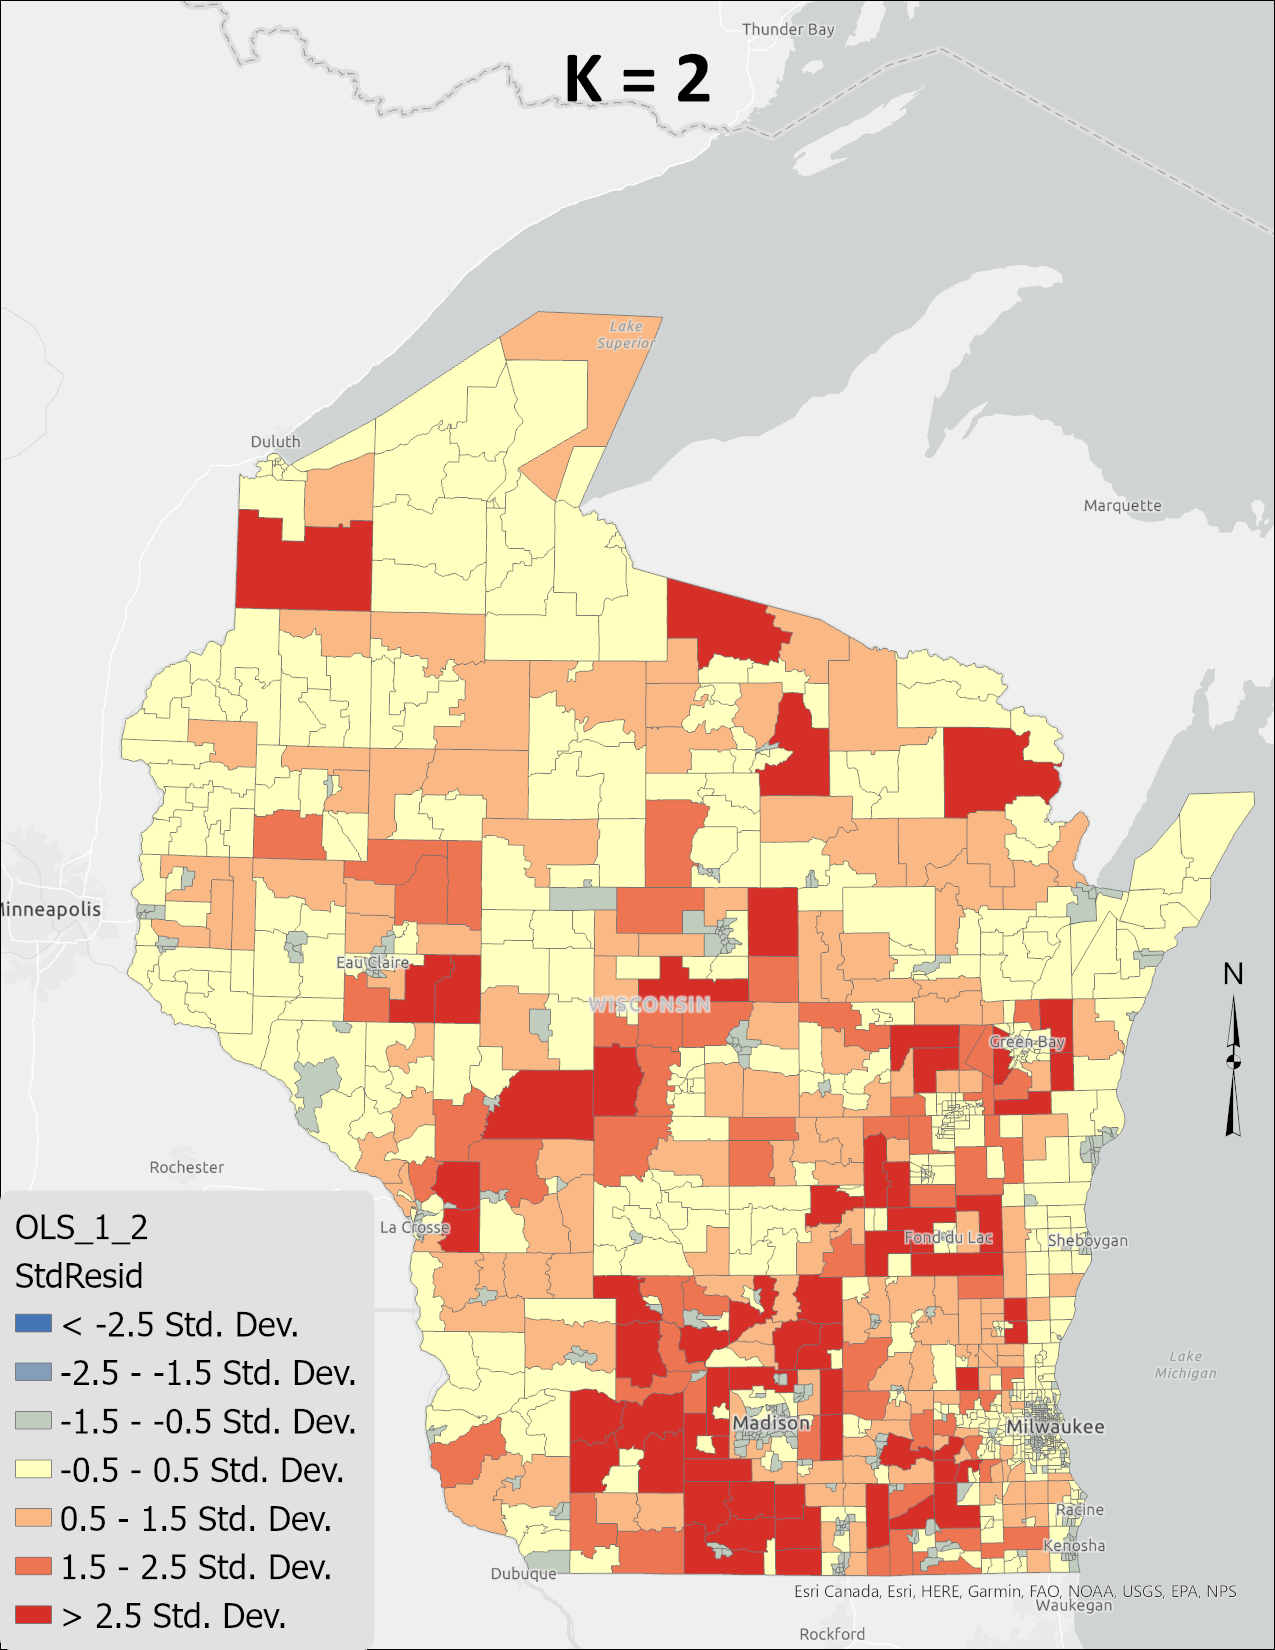 Thunder Bay
K = 2
Lake
Superior
Duluth
Marquette
Minneapolis
Eau Claire
N
WISCONSIN
Green Bay
Rochester
La Crosse
Fond du Lac
Sheboygan
OLS_1_2
StdResid
< -2.5 Std. Dev.
-2.5 - -1.5 Std. Dev.
-1.5 - -0.5 Std. Dev.
-0.5 - 0.5 Std. Dev.
0.5 - 1.5 Std. Dev.
1.5 - 2.5 Std. Dev.
> 2.5 Std. Dev.
Lake
Michigan
Madison
Milwaukee
Racine
Kenosha
Dubuque
Esri Canada, Esri, HERE, Garmin, FAO, NOAA, USGS, EPA, NPS
Waukegan
Rockford